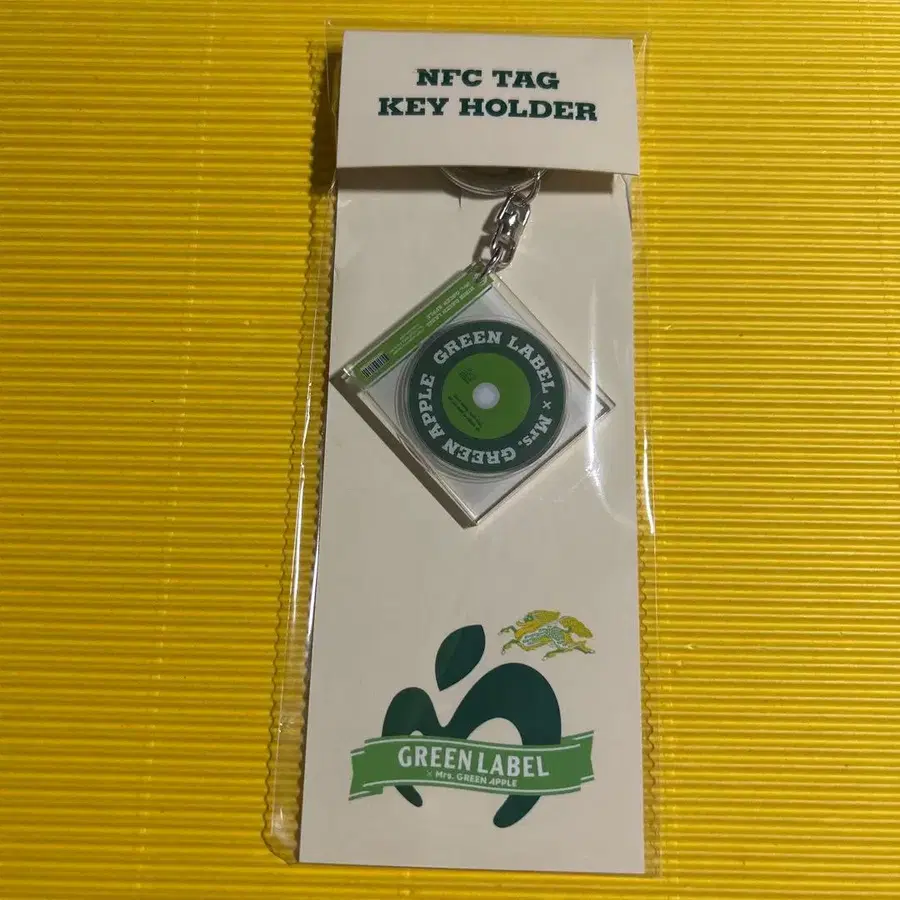 NFC TAG
KEY HOLDER
GREEN LABEL × Mrs. GREEN APPLE
GREEN LABEL
× Mrs. GREEN APPLE